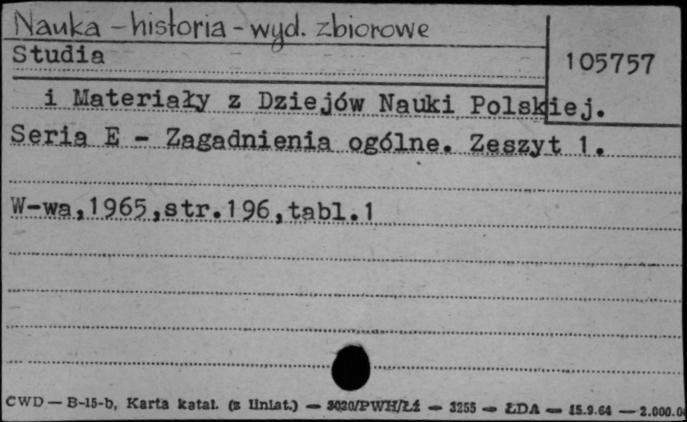 Nauka - historia - wyd. zbiorowe
Studia
105757
i Materiały z Dziejów Nauki Polskiej.
Seria E - Zagadnienia ogólne. Zeszyt 1.
W-wa,1965,str.196,tabl.1
CWD — B-15-b, Karta katal. (z liniat.) — 3020/PWH/Łź — 3255 — ŁDA — 15.9.64 — 2.000.0